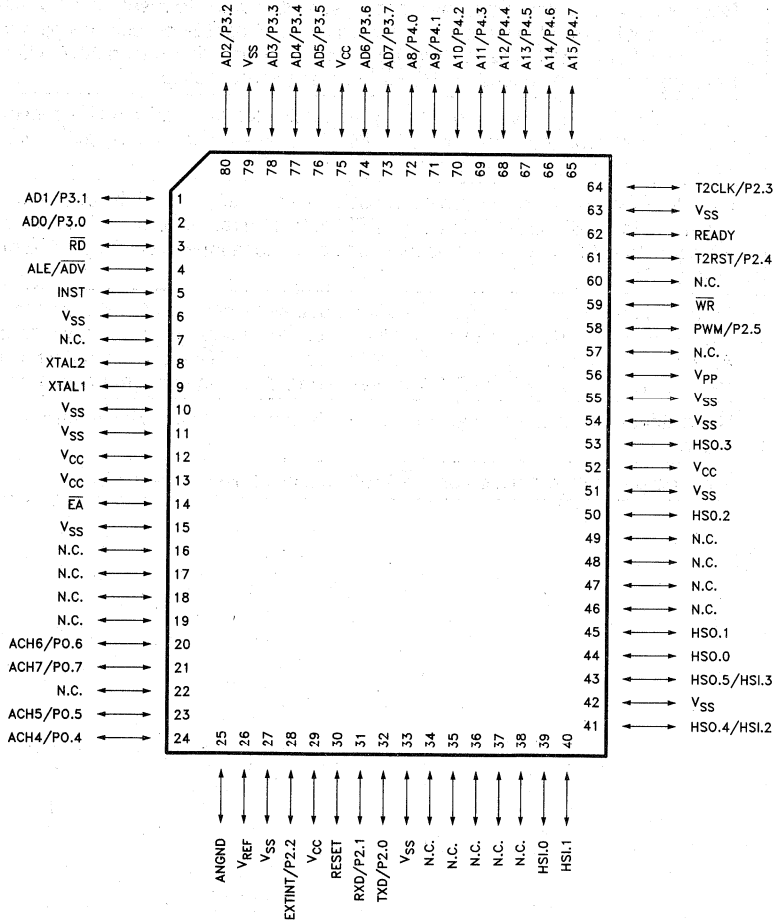 AD2/P3.2
VSS
AD3/P3.3
AD4/P3.4
AD5/P3.5
VCC
AD6/P3.6
AD7/P3.7
A8/P4.0
A9/P4.1
A10/P4.2
A11/P4.3
A12/P4.4
A13/P4.5
A14/P4.6
A15/P4.7
80
79
78
77
76
75
74
73
72
71
70
69
68
67
66
65
AD1/P3.1 1
AD0/P3.0 2
R̅D̅ 3
ALE/A̅D̅V̅ 4
INST 5
VSS 6
N.C. 7
XTAL2 8
XTAL1 9
VSS 10
VSS 11
VCC 12
VCC 13
E̅A̅ 14
VSS 15
N.C. 16
N.C. 17
N.C. 18
N.C. 19
ACH6/P0.6 20
ACH7/P0.7 21
N.C. 22
ACH5/P0.5 23
ACH4/P0.4 24
64 T2CLK/P2.3
63 VSS
62 READY
61 T2RST/P2.4
60 N.C.
59 W̅R̅
58 PWM/P2.5
57 N.C.
56 VPP
55 VSS
54 VSS
53 HSO.3
52 VCC
51 VSS
50 HSO.2
49 N.C.
48 N.C.
47 N.C.
46 N.C.
45 HSO.1
44 HSO.0
43 HSO.5/HSI.3
42 VSS
41 HSO.4/HSI.2
25
26
27
28
29
30
31
32
33
34
35
36
37
38
39
40
ANGND
VREF
VSS
EXTINT/P2.2
VCC
RESET
RXD/P2.1
TXD/P2.0
VSS
N.C.
N.C.
N.C.
N.C.
N.C.
HSI.0
HSI.1